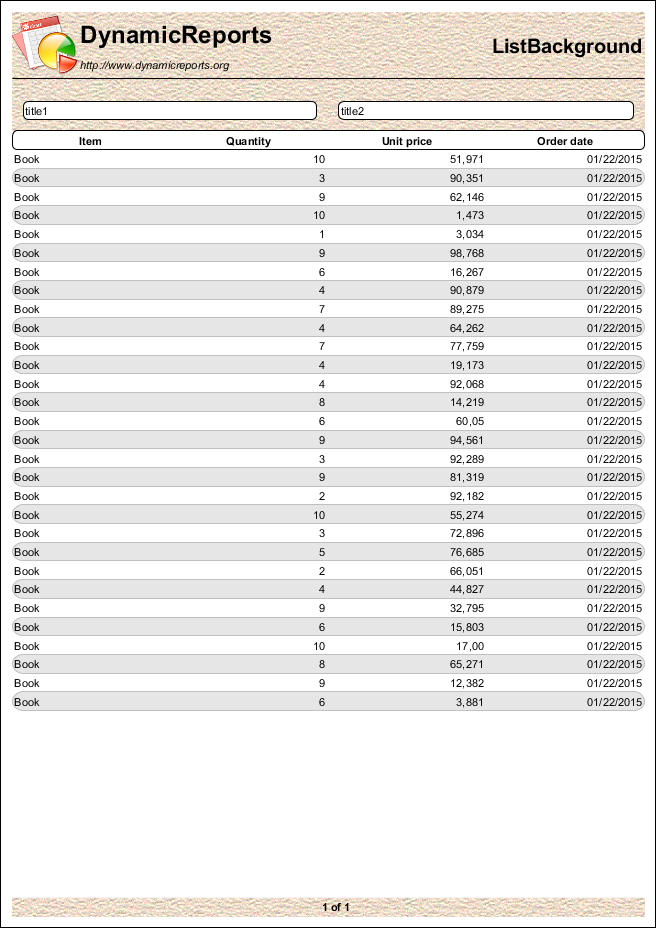 DynamicReports
ListBackground
http://www.dynamicreports.org
title1 title2
Item Quantity Unit price Order date
Book 10 51,971 01/22/2015
Book 3 90,351 01/22/2015
Book 9 62,146 01/22/2015
Book 10 1,473 01/22/2015
Book 1 3,034 01/22/2015
Book 9 98,768 01/22/2015
Book 6 16,267 01/22/2015
Book 4 90,879 01/22/2015
Book 7 89,275 01/22/2015
Book 4 64,262 01/22/2015
Book 7 77,759 01/22/2015
Book 4 19,173 01/22/2015
Book 4 92,068 01/22/2015
Book 8 14,219 01/22/2015
Book 6 60,05 01/22/2015
Book 9 94,561 01/22/2015
Book 3 92,289 01/22/2015
Book 9 81,319 01/22/2015
Book 2 92,182 01/22/2015
Book 10 55,274 01/22/2015
Book 3 72,896 01/22/2015
Book 5 76,685 01/22/2015
Book 2 66,051 01/22/2015
Book 4 44,827 01/22/2015
Book 9 32,795 01/22/2015
Book 6 15,803 01/22/2015
Book 10 17,00 01/22/2015
Book 8 65,271 01/22/2015
Book 9 12,382 01/22/2015
Book 6 3,881 01/22/2015
1 of 1